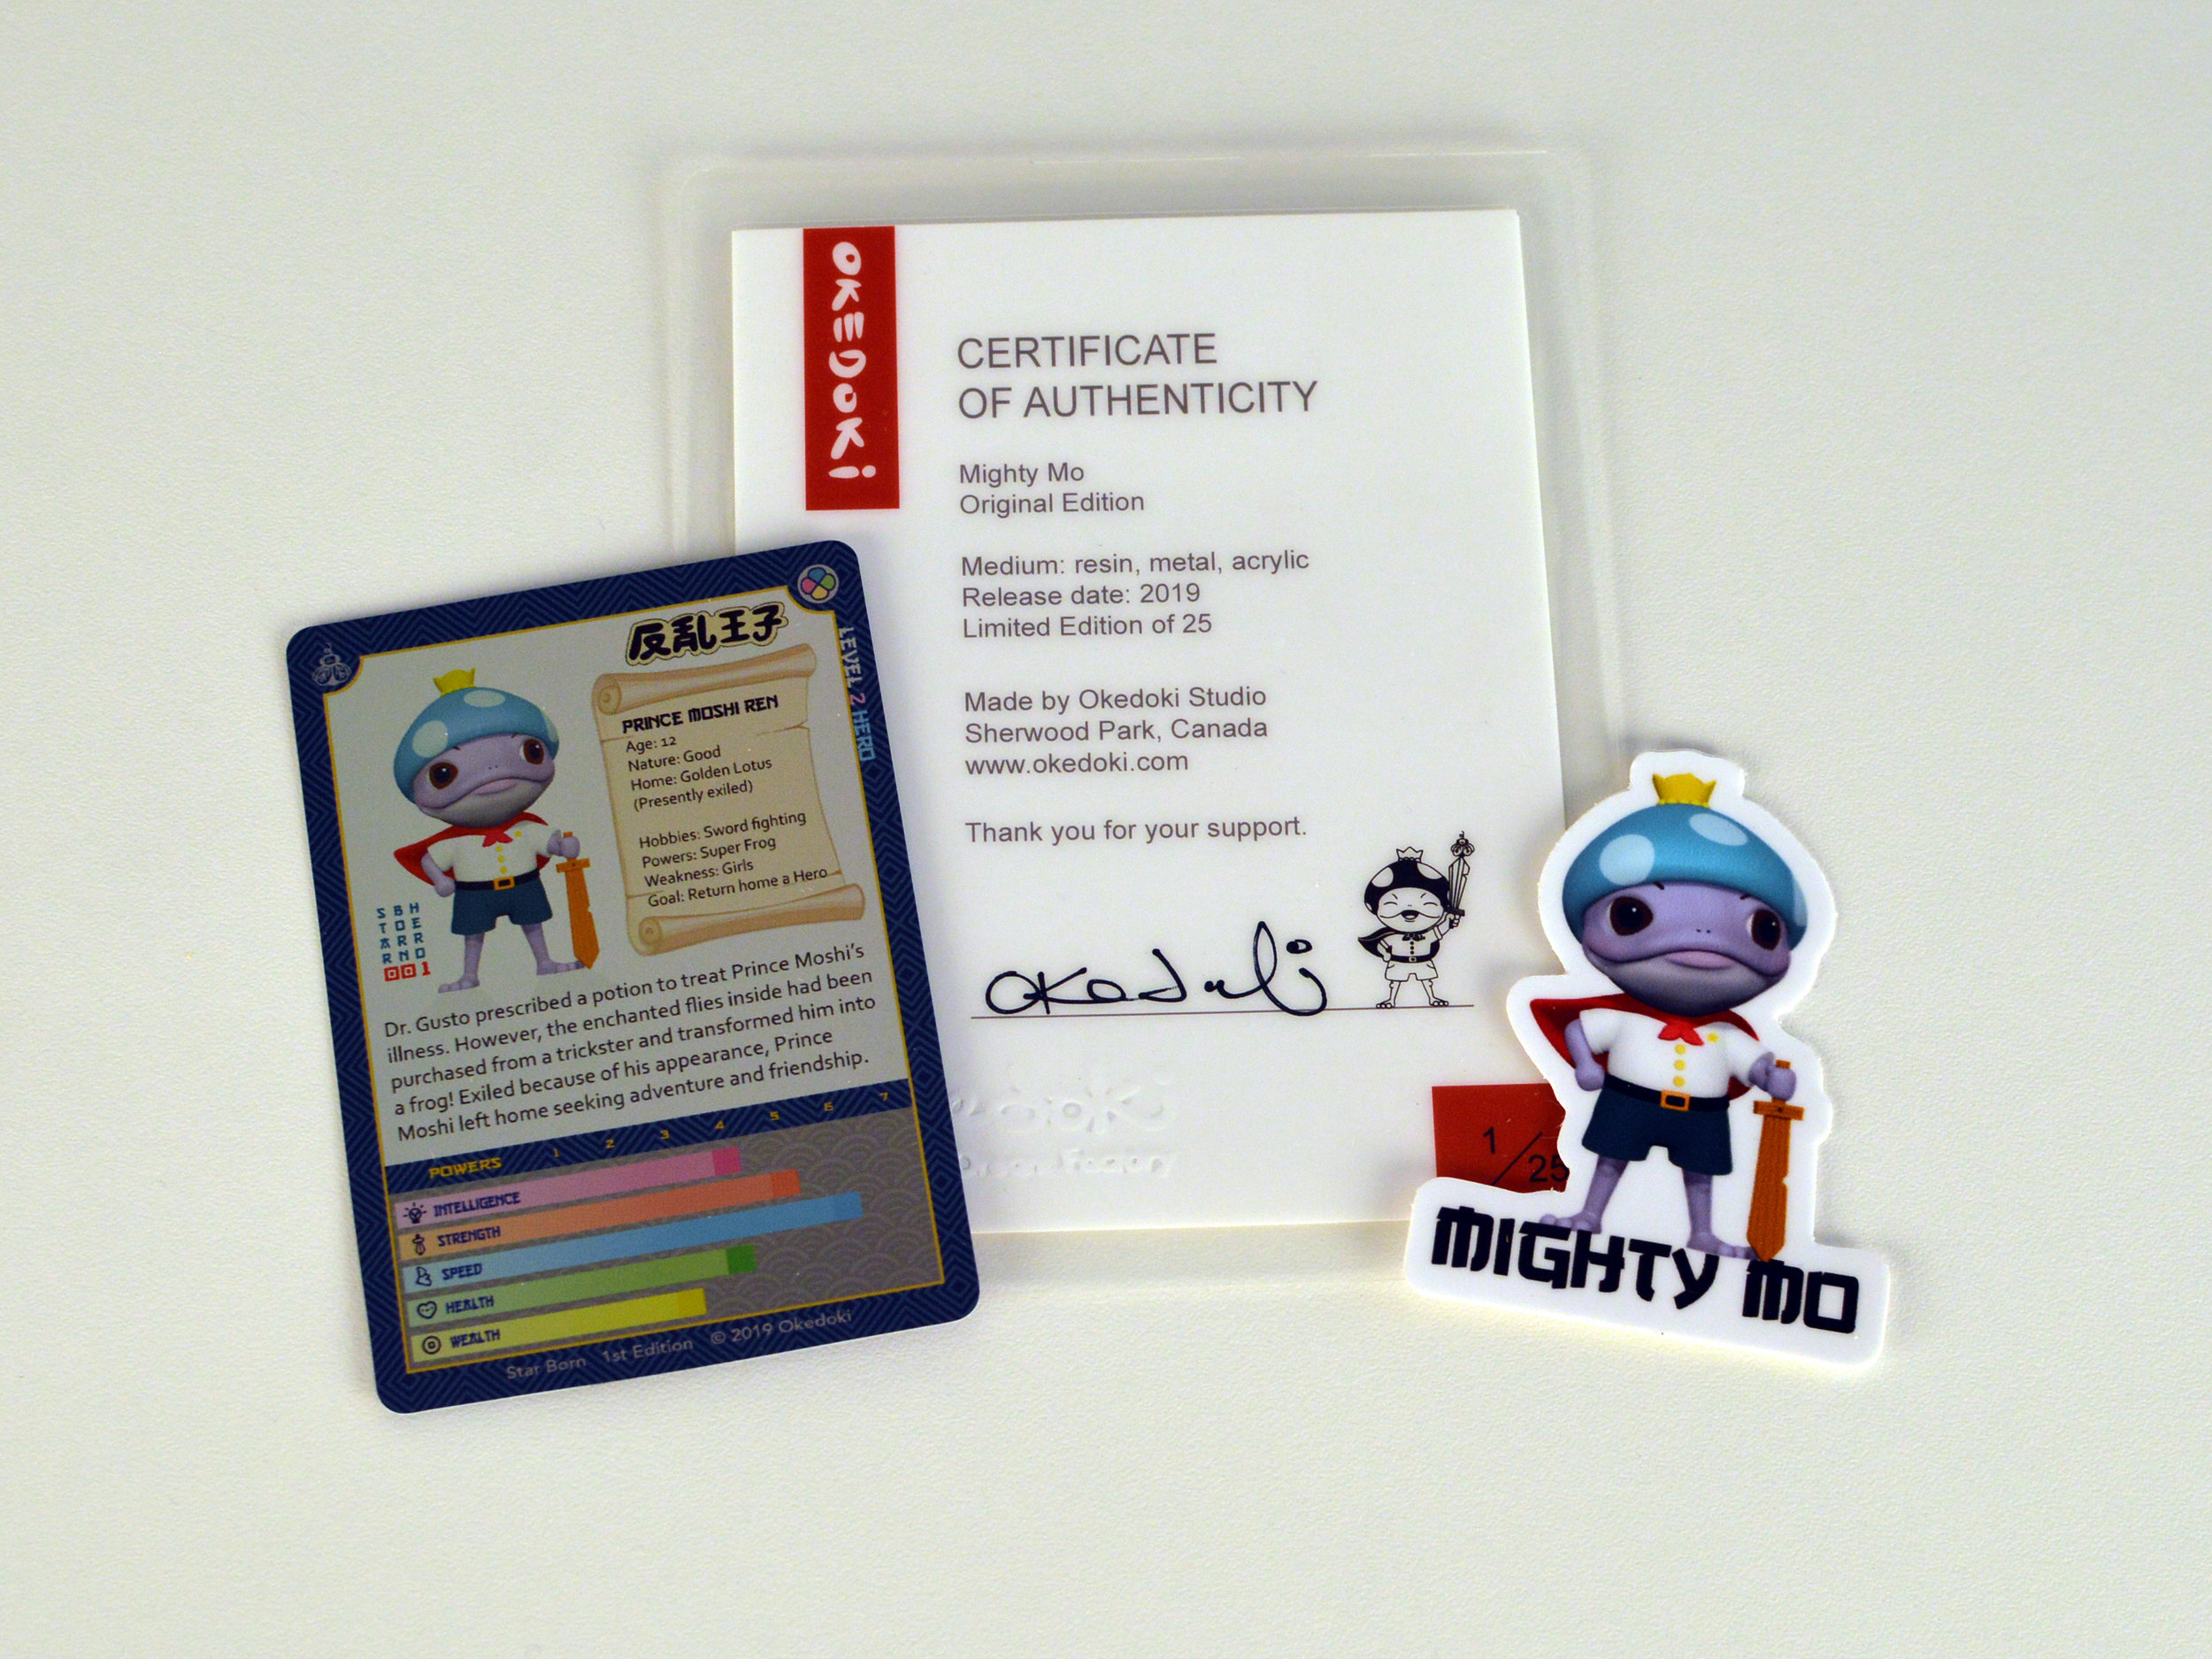 OKEDOKI
CERTIFICATE
OF AUTHENTICITY
Mighty Mo
Original Edition
Medium: resin, metal, acrylic
Release date: 2019
Limited Edition of 25
Made by Okedoki Studio
Sherwood Park, Canada
www.okedoki.com
Thank you for your support.
Okedoki
1/25
反乱王子
LEVEL 2 HERO
PRINCE MOSHI REN
Age: 12
Nature: Good
Home: Golden Lotus
(Presently exiled)
Hobbies: Sword fighting
Powers: Super Frog
Weakness: Girls
Goal: Return home a Hero
STAR BORN HERO
001
Dr. Gusto prescribed a potion to treat Prince Moshi's
illness. However, the enchanted flies inside had been
purchased from a trickster and transformed him into
a frog! Exiled because of his appearance, Prince
Moshi left home seeking adventure and friendship.
POWERS 1 2 3 4 5 6 7
INTELLIGENCE
STRENGTH
SPEED
HEALTH
WEALTH
Star Born 1st Edition © 2019 Okedoki
MIGHTY MO